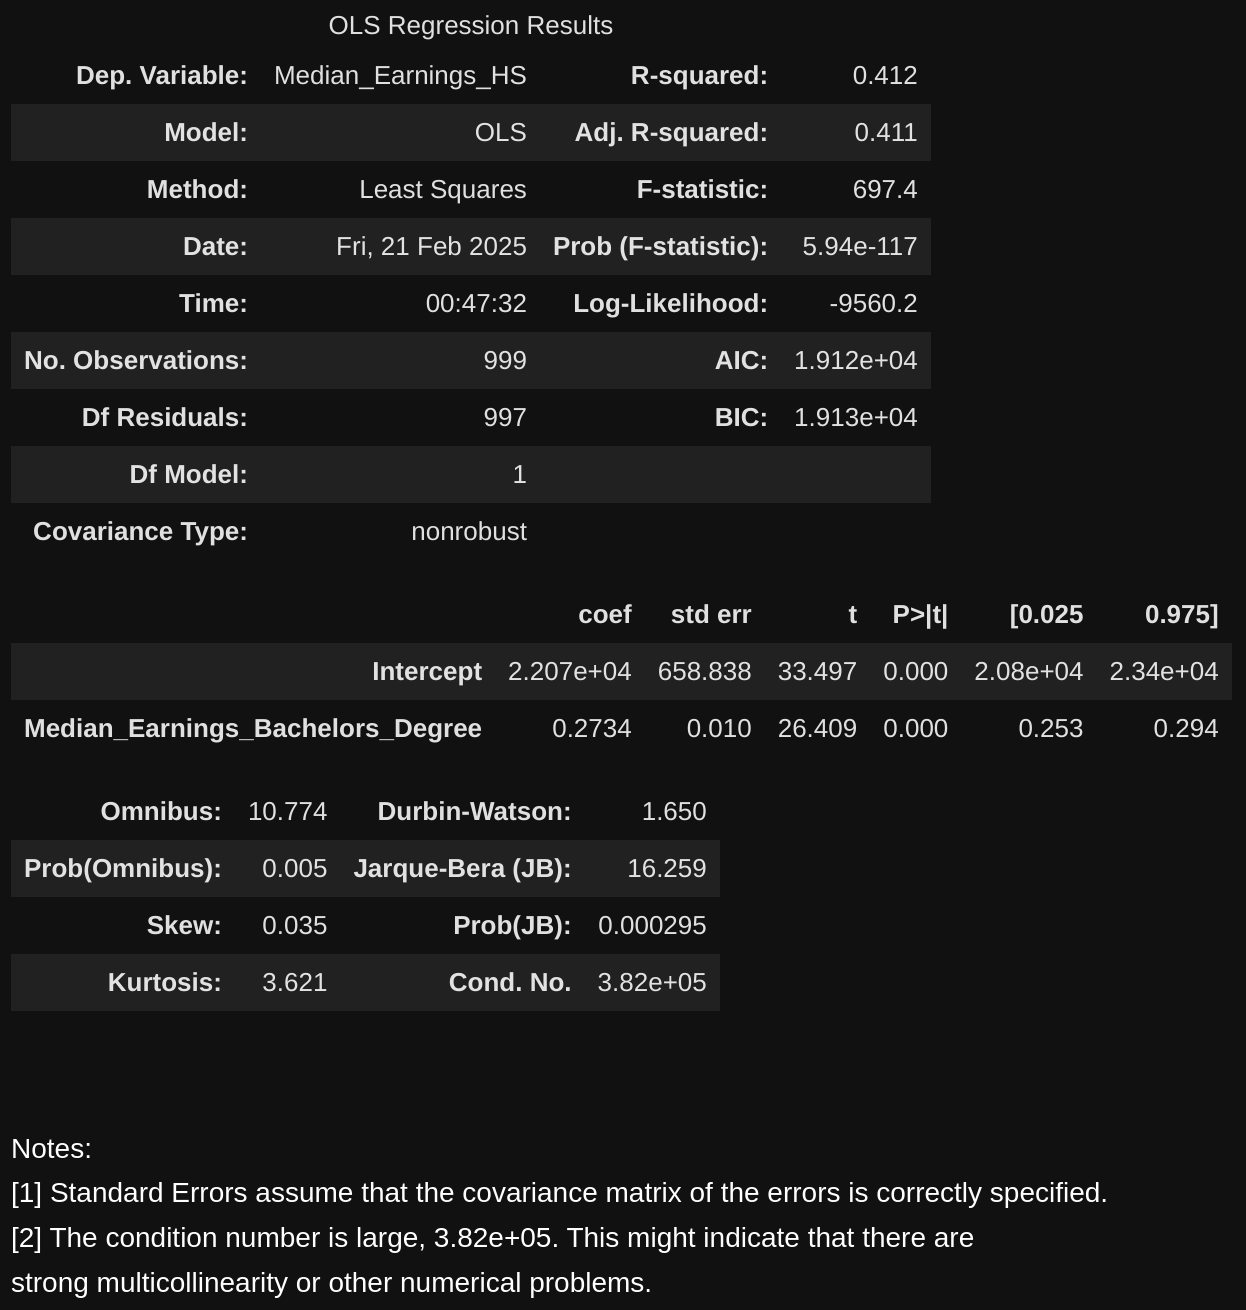 OLS Regression Results
Dep. Variable: Median_Earnings_HS R-squared: 0.412
Model: OLS Adj. R-squared: 0.411
Method: Least Squares F-statistic: 697.4
Date: Fri, 21 Feb 2025 Prob (F-statistic): 5.94e-117
Time: 00:47:32 Log-Likelihood: -9560.2
No. Observations: 999 AIC: 1.912e+04
Df Residuals: 997 BIC: 1.913e+04
Df Model: 1
Covariance Type: nonrobust
coef std err t P>|t| [0.025 0.975]
Intercept 2.207e+04 658.838 33.497 0.000 2.08e+04 2.34e+04
Median_Earnings_Bachelors_Degree 0.2734 0.010 26.409 0.000 0.253 0.294
Omnibus: 10.774 Durbin-Watson: 1.650
Prob(Omnibus): 0.005 Jarque-Bera (JB): 16.259
Skew: 0.035 Prob(JB): 0.000295
Kurtosis: 3.621 Cond. No. 3.82e+05
Notes:
[1] Standard Errors assume that the covariance matrix of the errors is correctly specified.
[2] The condition number is large, 3.82e+05. This might indicate that there are
strong multicollinearity or other numerical problems.